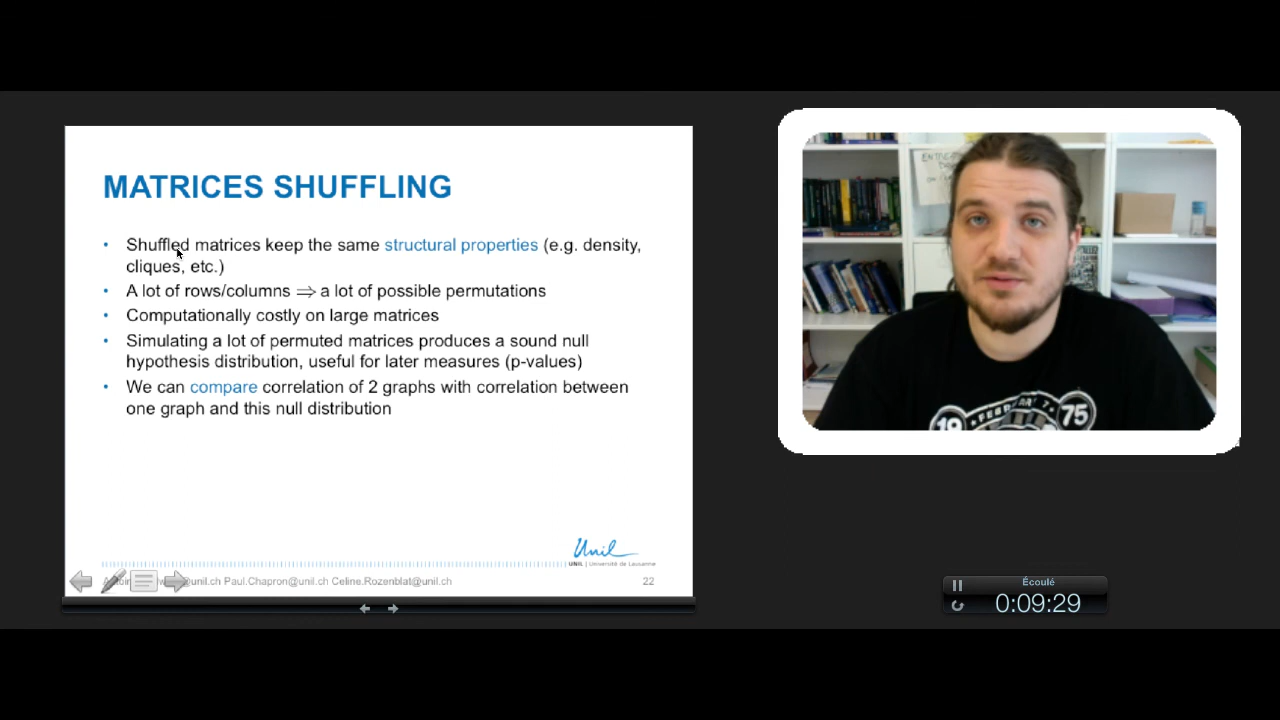 MATRICES SHUFFLING
• Shuffled matrices keep the same structural properties (e.g. density,
cliques, etc.)
• A lot of rows/columns ⇒ a lot of possible permutations
• Computationally costly on large matrices
• Simulating a lot of permuted matrices produces a sound null
hypothesis distribution, useful for later measures (p-values)
• We can compare correlation of 2 graphs with correlation between
one graph and this null distribution
Unil
UNIL | Université de Lausanne
@unil.ch Paul.Chapron@unil.ch Celine.Rozenblat@unil.ch
22
19 FEBRUARY 7 75
Écoulé
0:09:29